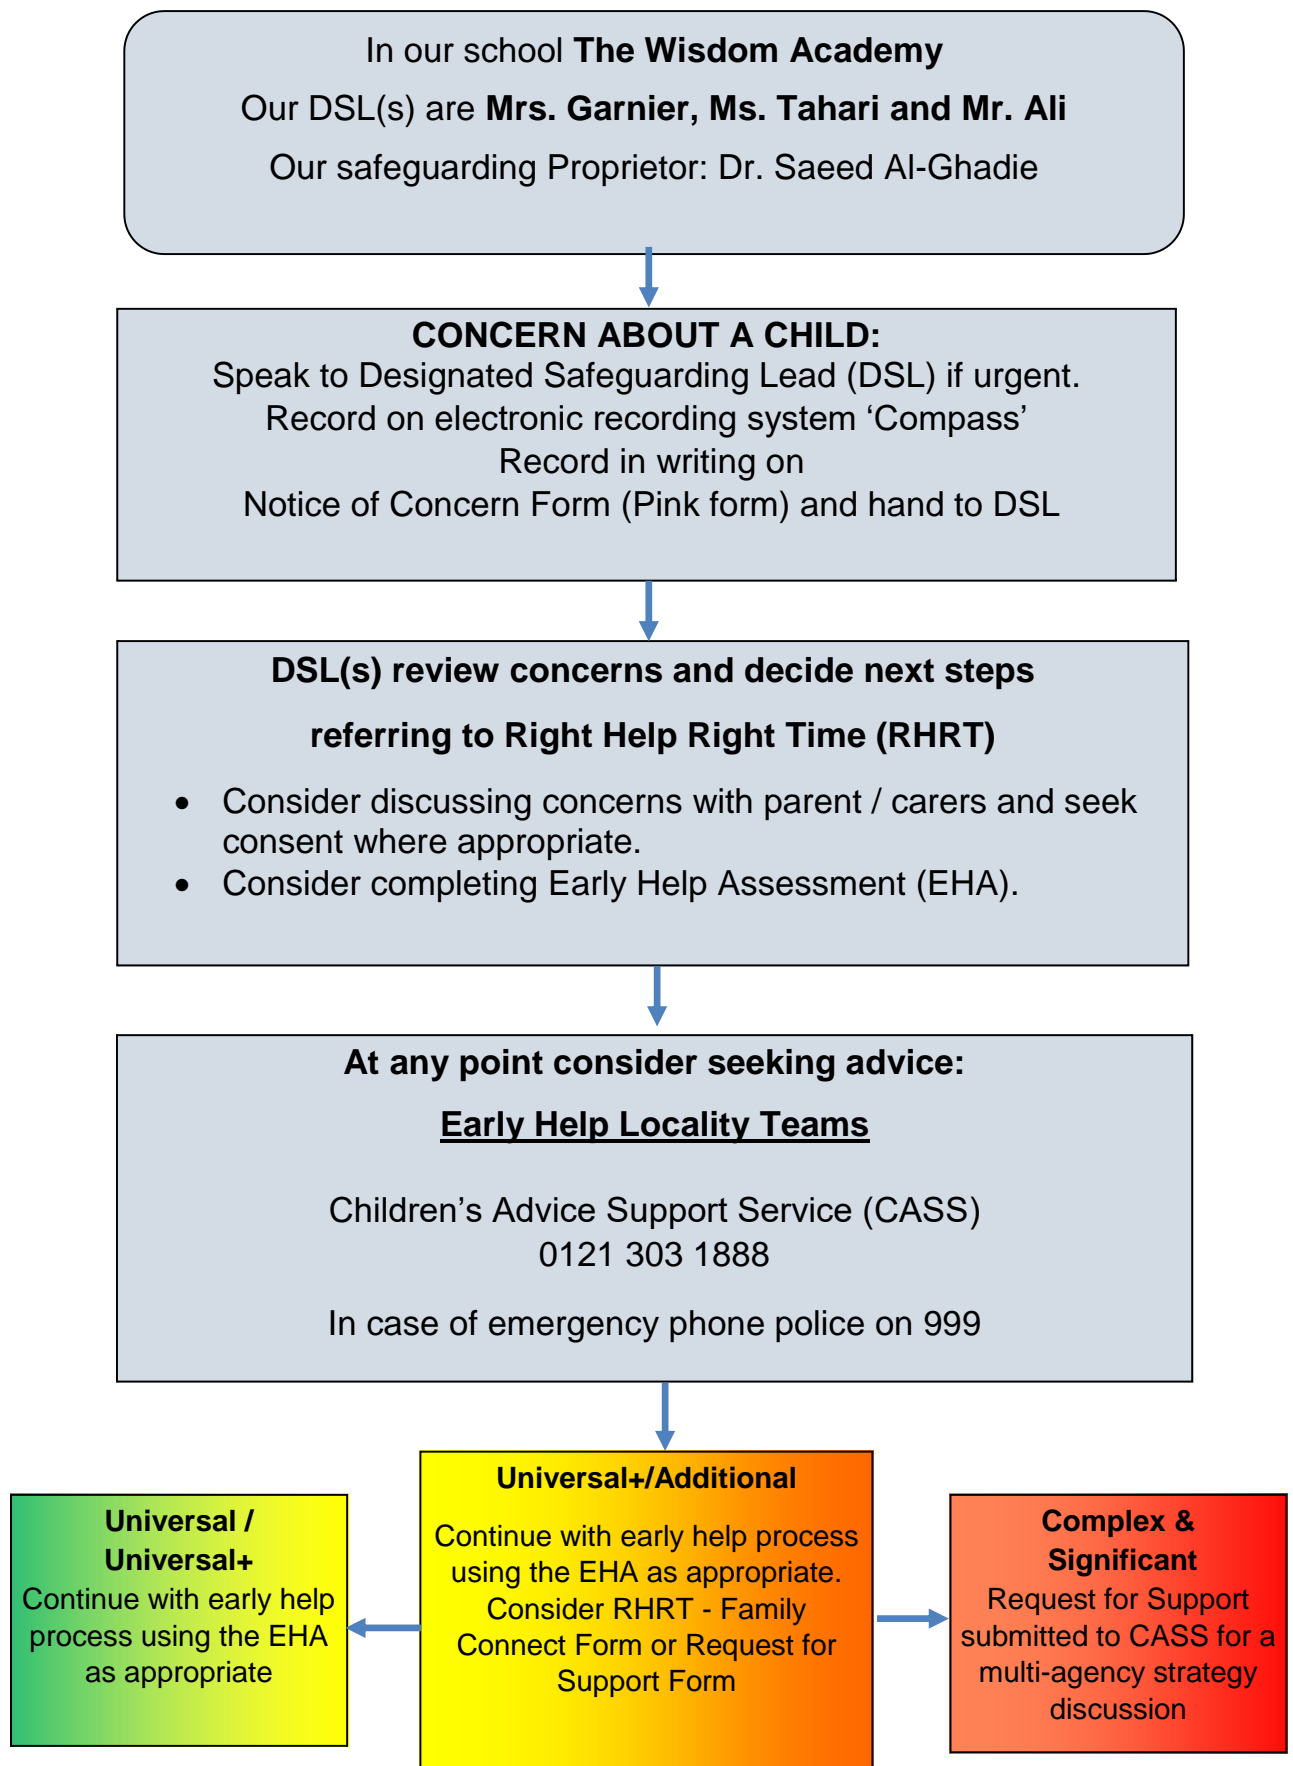 In our school The Wisdom Academy
Our DSL(s) are Mrs. Garnier, Ms. Tahari and Mr. Ali
Our safeguarding Proprietor: Dr. Saeed Al-Ghadie
CONCERN ABOUT A CHILD:
Speak to Designated Safeguarding Lead (DSL) if urgent.
Record on electronic recording system ‘Compass’
Record in writing on
Notice of Concern Form (Pink form) and hand to DSL
DSL(s) review concerns and decide next steps
referring to Right Help Right Time (RHRT)
• Consider discussing concerns with parent / carers and seek
consent where appropriate.
• Consider completing Early Help Assessment (EHA).
At any point consider seeking advice:
Early Help Locality Teams
Children’s Advice Support Service (CASS)
0121 303 1888
In case of emergency phone police on 999
Universal /
Universal+
Continue with early help
process using the EHA
as appropriate
Universal+/Additional
Continue with early help process
using the EHA as appropriate.
Consider RHRT - Family
Connect Form or Request for
Support Form
Complex &
Significant
Request for Support
submitted to CASS for a
multi-agency strategy
discussion